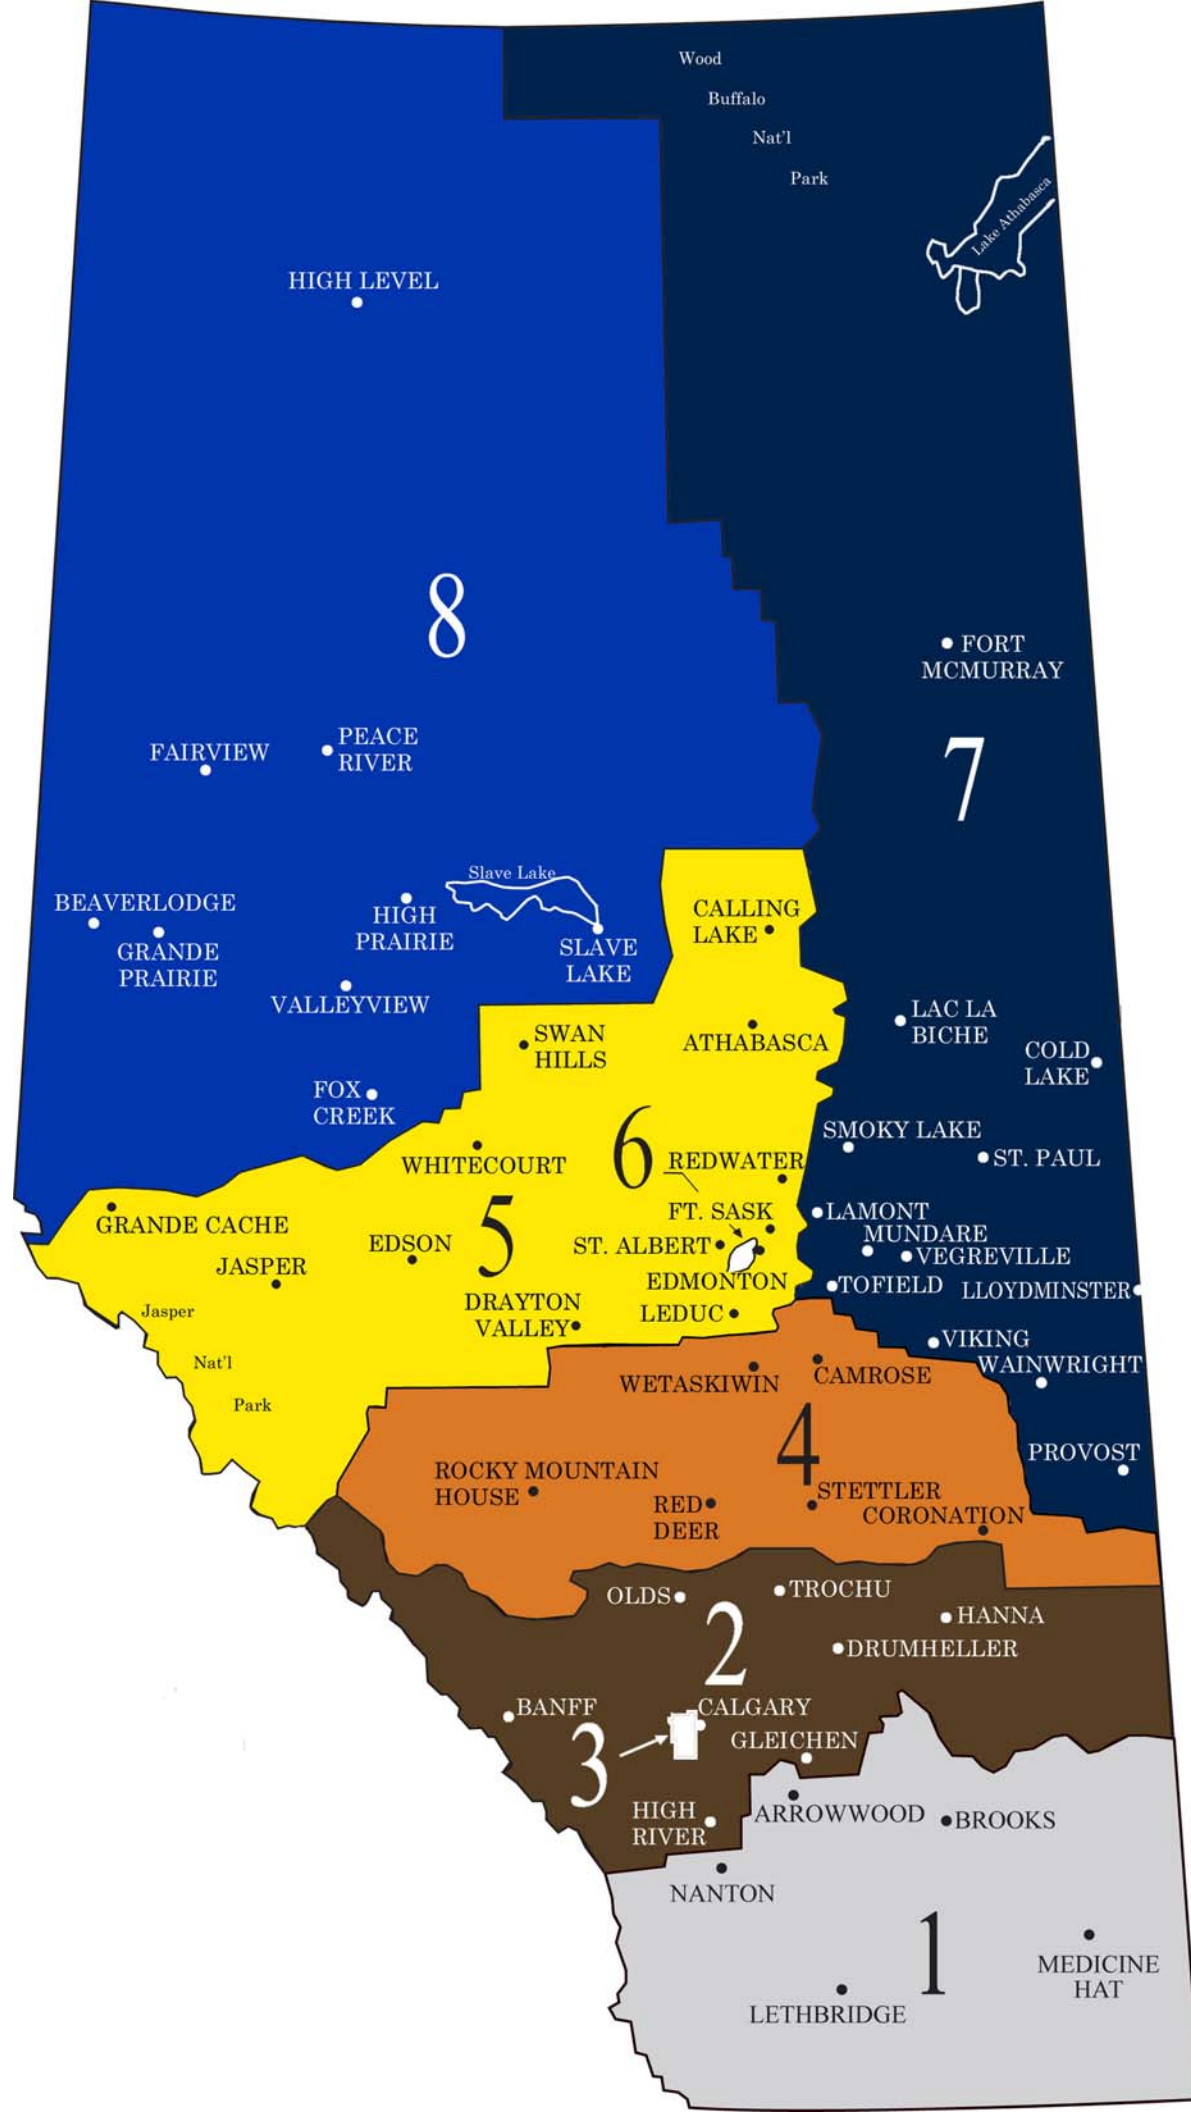 Wood
Buffalo
Nat'l
Park
Lake Athabasca
HIGH LEVEL
8
FORT
MCMURRAY
PEACE
RIVER
FAIRVIEW
7
Slave Lake
BEAVERLODGE
GRANDE
PRAIRIE
HIGH
PRAIRIE
SLAVE
LAKE
CALLING
LAKE
VALLEYVIEW
LAC LA
BICHE
SWAN
HILLS
ATHABASCA
COLD
LAKE
FOX
CREEK
SMOKY LAKE
ST. PAUL
6
REDWATER
WHITECOURT
GRANDE CACHE
5
FT. SASK
LAMONT
MUNDARE
VEGREVILLE
EDSON
ST. ALBERT
JASPER
EDMONTON
TOFIELD
LLOYDMINSTER
Jasper
Nat'l
Park
DRAYTON
VALLEY
LEDUC
VIKING
WAINWRIGHT
WETASKIWIN
CAMROSE
4
PROVOST
ROCKY MOUNTAIN
HOUSE
RED
DEER
STETTLER
CORONATION
OLDS
TROCHU
2
HANNA
DRUMHELLER
BANFF
CALGARY
3
GLEICHEN
HIGH
RIVER
ARROWWOOD
BROOKS
NANTON
1
MEDICINE
HAT
LETHBRIDGE